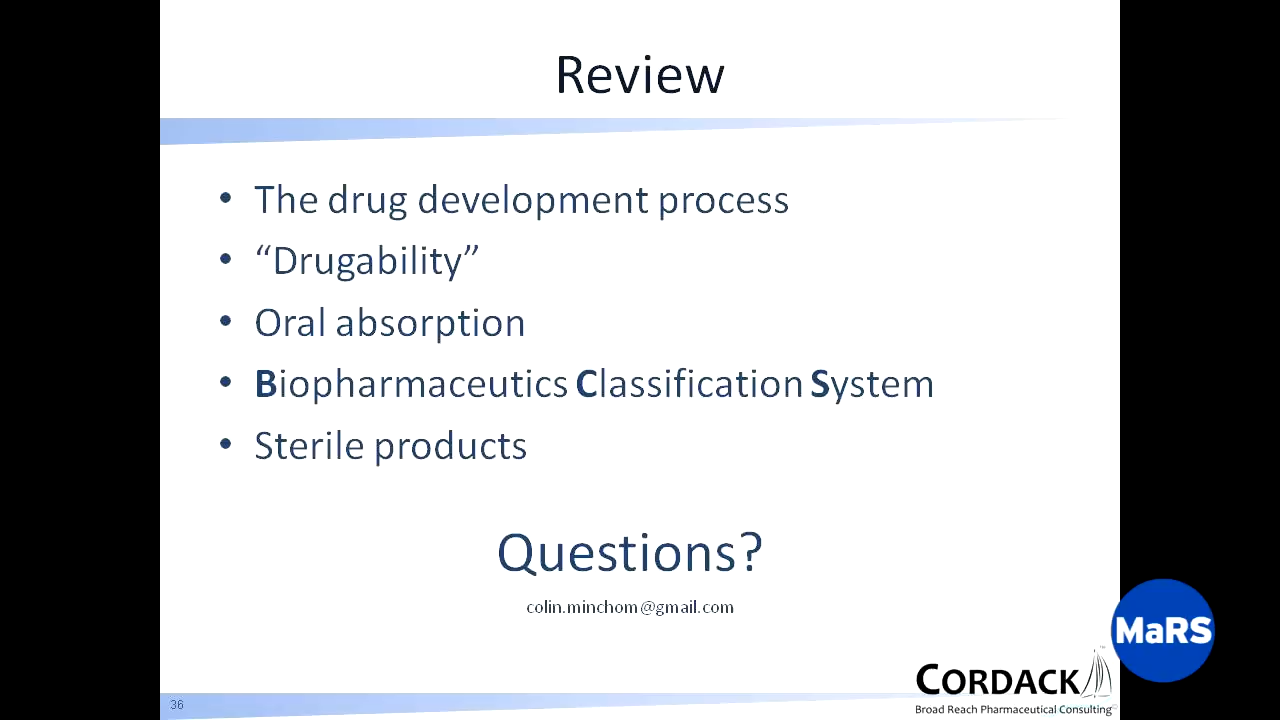 Review
• The drug development process
• “Drugability”
• Oral absorption
• Biopharmaceutics Classification System
• Sterile products
Questions?
colin.minchom@gmail.com
MaRS
CORDACK™
Broad Reach Pharmaceutical Consulting
36